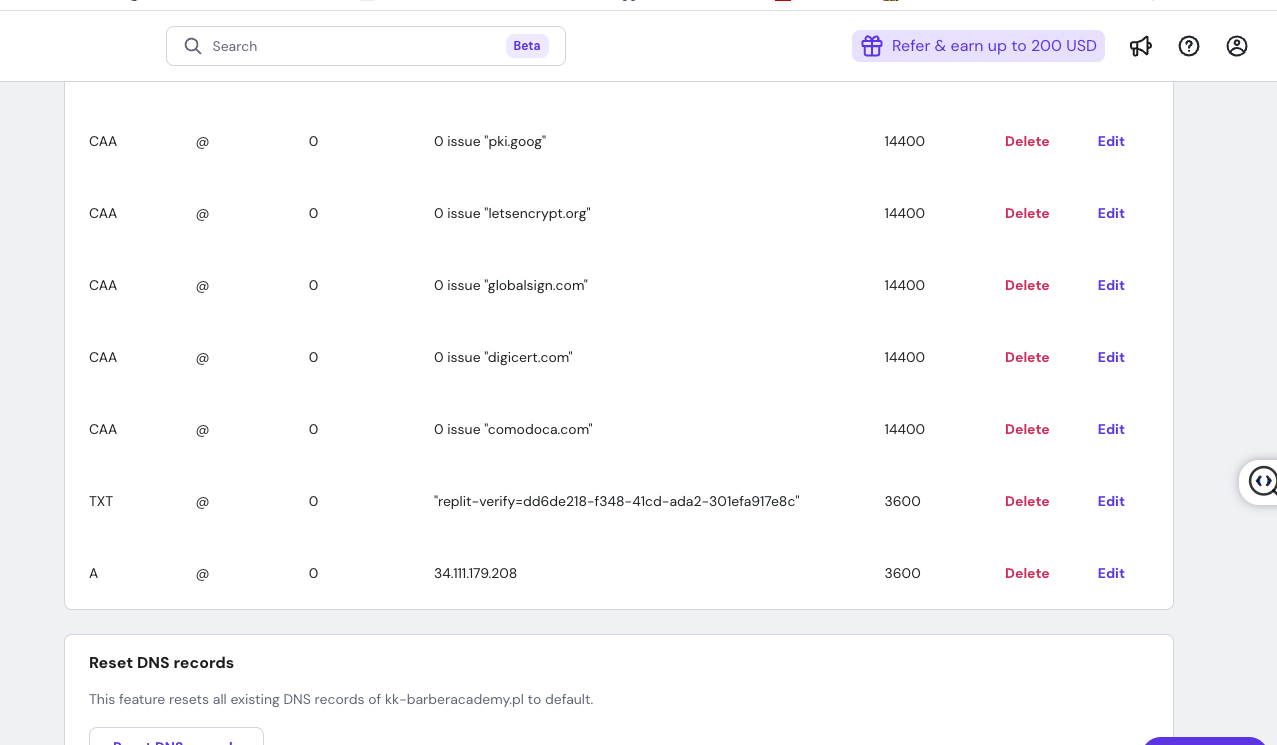 Search Beta Refer & earn up to 200 USD
CAA @ 0 0 issue "pki.goog" 14400 Delete Edit
CAA @ 0 0 issue "letsencrypt.org" 14400 Delete Edit
CAA @ 0 0 issue "globalsign.com" 14400 Delete Edit
CAA @ 0 0 issue "digicert.com" 14400 Delete Edit
CAA @ 0 0 issue "comodoca.com" 14400 Delete Edit
TXT @ 0 "replit-verify=dd6de218-f348-41cd-ada2-301efa917e8c" 3600 Delete Edit
A @ 0 34.111.179.208 3600 Delete Edit
Reset DNS records
This feature resets all existing DNS records of kk-barberacademy.pl to default.
Reset DNS records